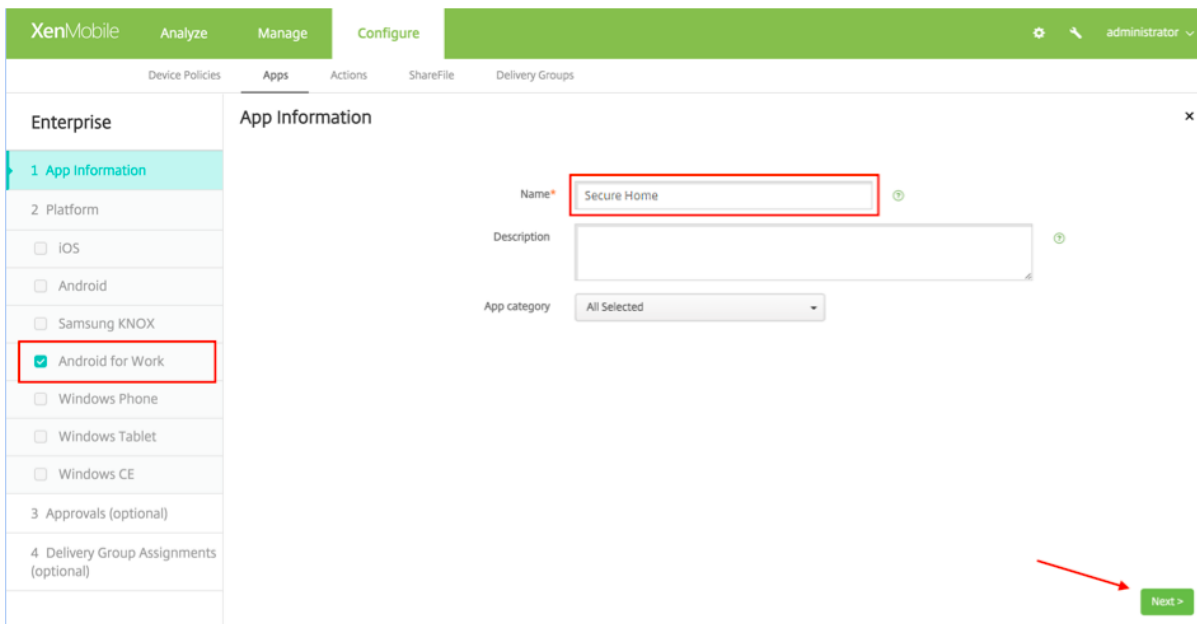 XenMobile Analyze Manage Configure administrator
Device Policies Apps Actions ShareFile Delivery Groups
Enterprise
1 App Information
2 Platform
iOS
Android
Samsung KNOX
Android for Work
Windows Phone
Windows Tablet
Windows CE
3 Approvals (optional)
4 Delivery Group Assignments
(optional)
App Information
Name* Secure Home
Description
App category All Selected
Next >